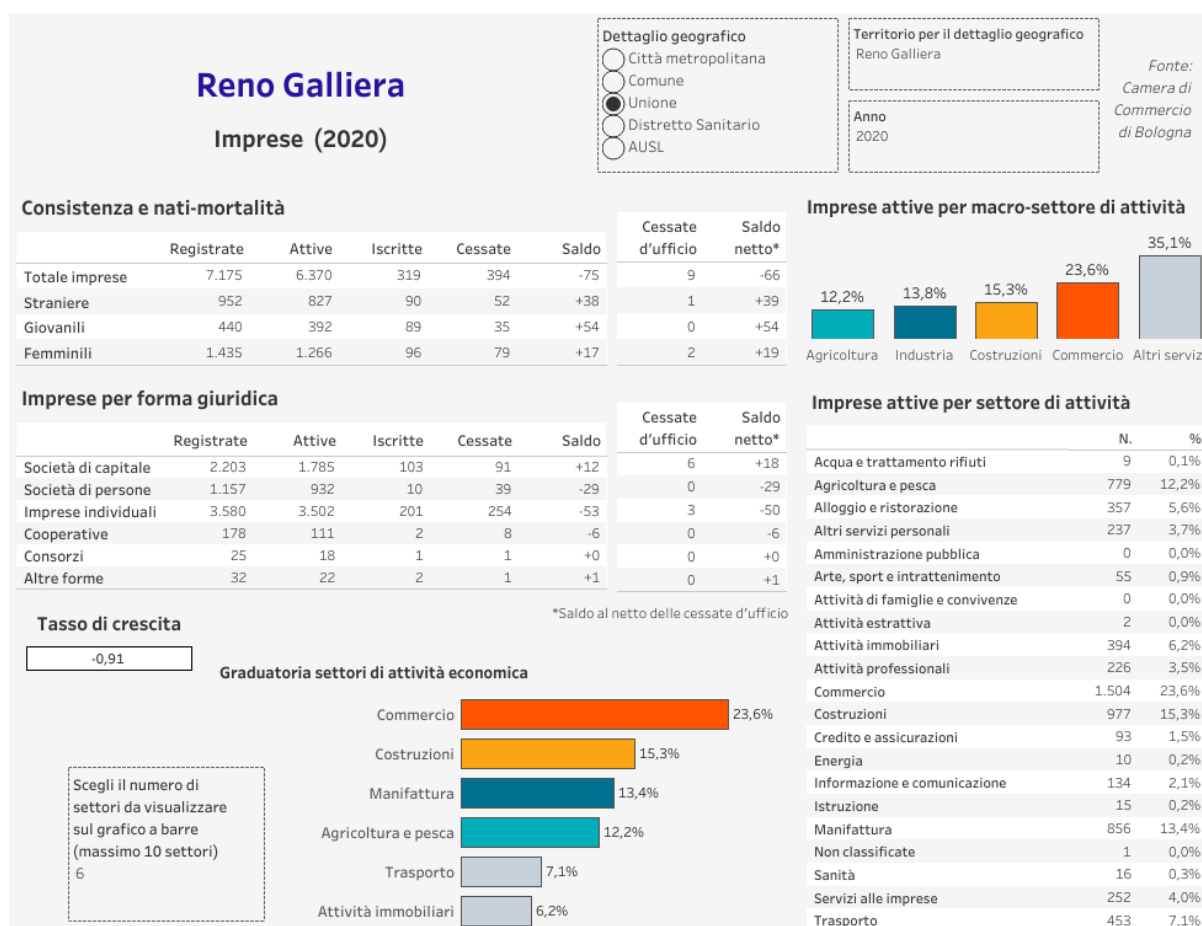 Reno Galliera
Imprese (2020)
Dettaglio geografico
Città metropolitana
Comune
Unione
Distretto Sanitario
AUSL
Territorio per il dettaglio geografico
Reno Galliera
Anno
2020
Fonte:
Camera di
Commercio
di Bologna
Consistenza e nati-mortalità
Registrate Attive Iscritte Cessate Saldo Cessate d'ufficio Saldo netto*
Totale imprese 7.175 6.370 319 394 -75 9 -66
Straniere 952 827 90 52 +38 1 +39
Giovanili 440 392 89 35 +54 0 +54
Femminili 1.435 1.266 96 79 +17 2 +19
Imprese attive per macro-settore di attività
12,2% 13,8% 15,3% 23,6% 35,1%
Agricoltura Industria Costruzioni Commercio Altri serviz
Imprese per forma giuridica
Registrate Attive Iscritte Cessate Saldo Cessate d'ufficio Saldo netto*
Società di capitale 2.203 1.785 103 91 +12 6 +18
Società di persone 1.157 932 10 39 -29 0 -29
Imprese individuali 3.580 3.502 201 254 -53 3 -50
Cooperative 178 111 2 8 -6 0 -6
Consorzi 25 18 1 1 +0 0 +0
Altre forme 32 22 2 1 +1 0 +1
*Saldo al netto delle cessate d'ufficio
Tasso di crescita
-0,91
Graduatoria settori di attività economica
Commercio 23,6%
Costruzioni 15,3%
Manifattura 13,4%
Agricoltura e pesca 12,2%
Trasporto 7,1%
Attività immobiliari 6,2%
Scegli il numero di
settori da visualizzare
sul grafico a barre
(massimo 10 settori)
6
Imprese attive per settore di attività
N. %
Acqua e trattamento rifiuti 9 0,1%
Agricoltura e pesca 779 12,2%
Alloggio e ristorazione 357 5,6%
Altri servizi personali 237 3,7%
Amministrazione pubblica 0 0,0%
Arte, sport e intrattenimento 55 0,9%
Attività di famiglie e convivenze 0 0,0%
Attività estrattiva 2 0,0%
Attività immobiliari 394 6,2%
Attività professionali 226 3,5%
Commercio 1.504 23,6%
Costruzioni 977 15,3%
Credito e assicurazioni 93 1,5%
Energia 10 0,2%
Informazione e comunicazione 134 2,1%
Istruzione 15 0,2%
Manifattura 856 13,4%
Non classificate 1 0,0%
Sanità 16 0,3%
Servizi alle imprese 252 4,0%
Trasporto 453 7,1%